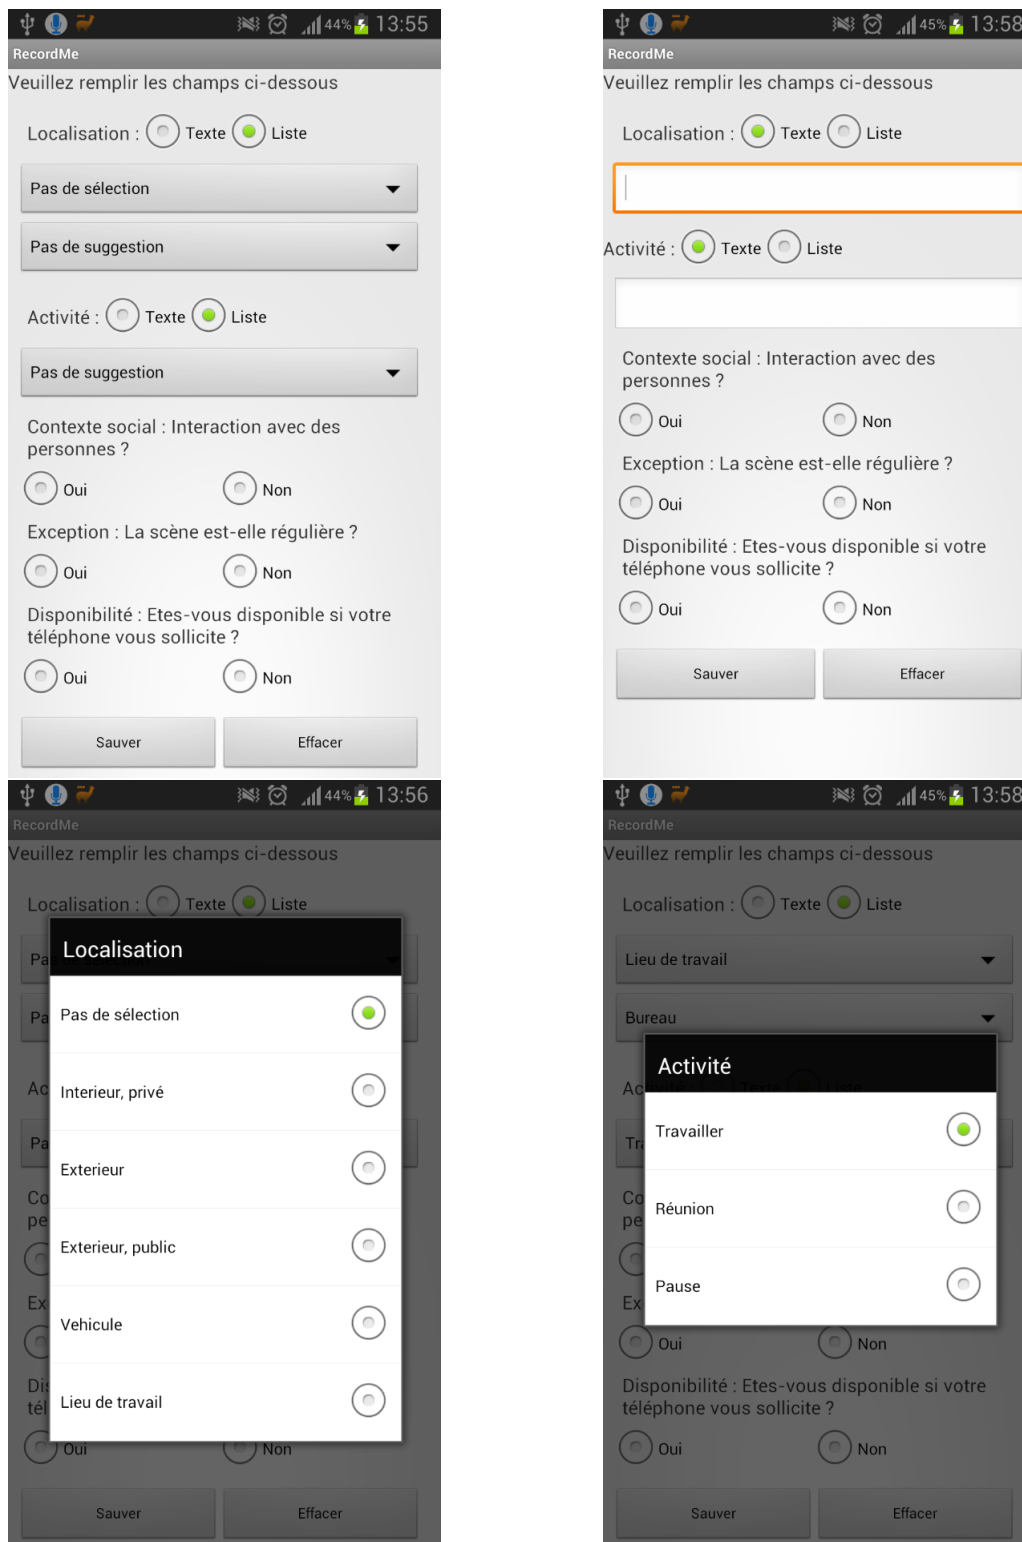 44% 13:55
RecordMe
Veuillez remplir les champs ci-dessous
Localisation : Texte Liste
Pas de sélection
Pas de suggestion
Activité : Texte Liste
Pas de suggestion
Contexte social : Interaction avec des
personnes ?
Oui Non
Exception : La scène est-elle régulière ?
Oui Non
Disponibilité : Etes-vous disponible si votre
téléphone vous sollicite ?
Oui Non
Sauver Effacer
45% 13:58
RecordMe
Veuillez remplir les champs ci-dessous
Localisation : Texte Liste
Activité : Texte Liste
Contexte social : Interaction avec des
personnes ?
Oui Non
Exception : La scène est-elle régulière ?
Oui Non
Disponibilité : Etes-vous disponible si votre
téléphone vous sollicite ?
Oui Non
Sauver Effacer
44% 13:56
RecordMe
Veuillez remplir les champs ci-dessous
Localisation : Texte Liste
Localisation
Pas de sélection
Interieur, privé
Exterieur
Exterieur, public
Vehicule
Lieu de travail
Oui Non
Sauver Effacer
45% 13:58
RecordMe
Veuillez remplir les champs ci-dessous
Localisation : Texte Liste
Lieu de travail
Bureau
Activité
Travailler
Réunion
Pause
Oui Non
Disponibilité : Etes-vous disponible si votre
téléphone vous sollicite ?
Oui Non
Sauver Effacer